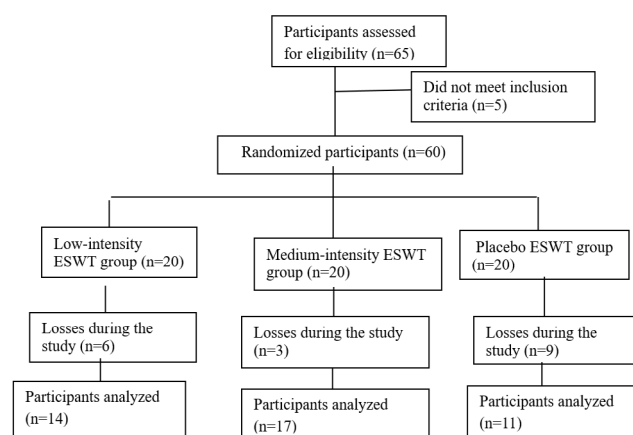 Participants assessed
for eligibility (n=65)
Did not meet inclusion
criteria (n=5)
Randomized participants (n=60)
Low-intensity
ESWT group (n=20)
Medium-intensity ESWT
group (n=20)
Placebo ESWT group
(n=20)
Losses during the
study (n=6)
Losses during the study
(n=3)
Losses during the
study (n=9)
Participants analyzed
(n=14)
Participants analyzed
(n=17)
Participants analyzed
(n=11)